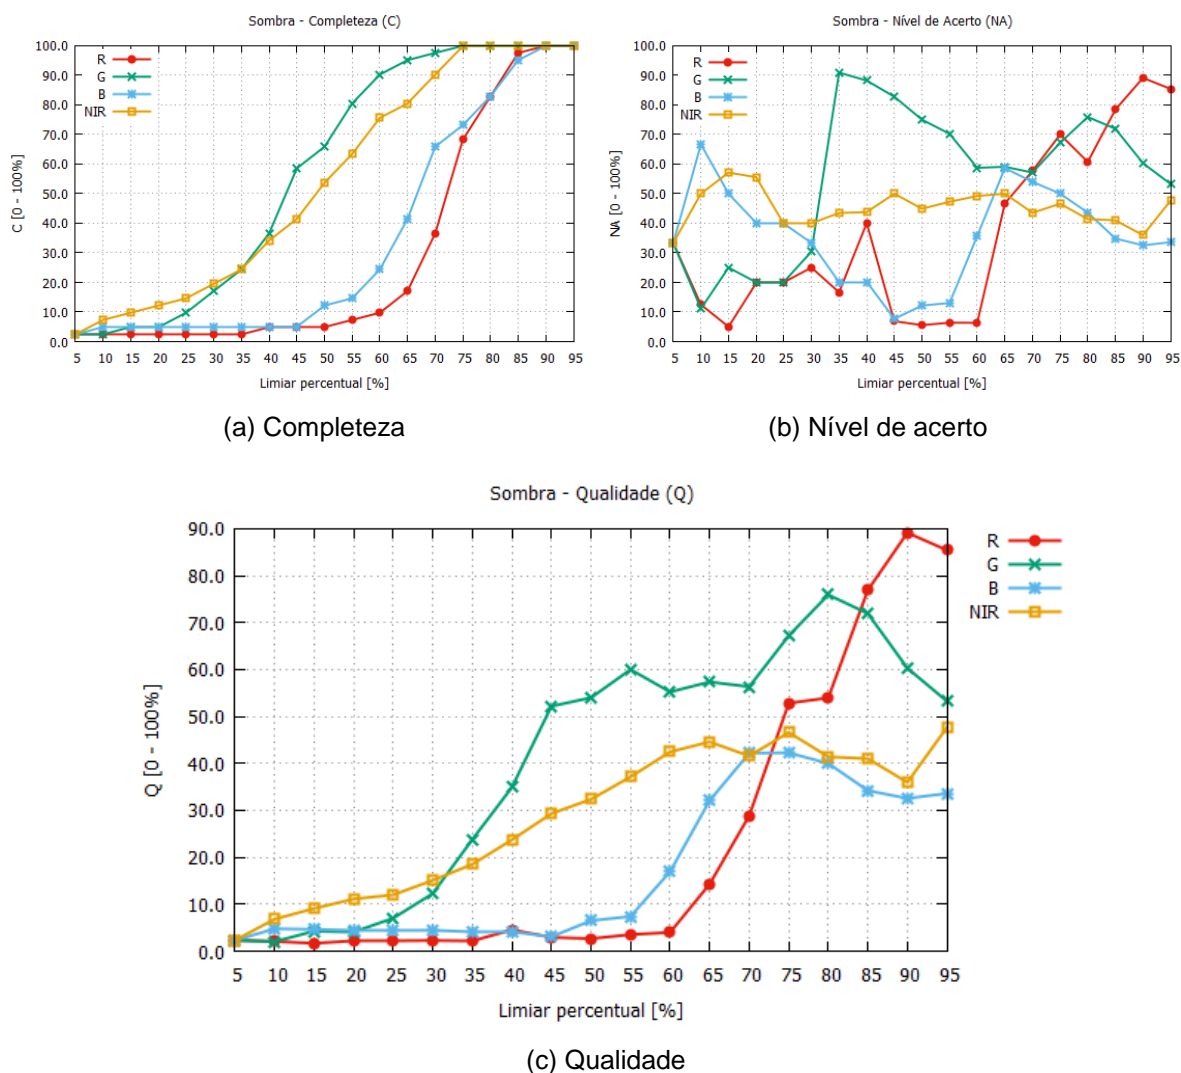 Sombra - Completeza (C)
C [0 - 100%]
100.0
90.0
80.0
70.0
60.0
50.0
40.0
30.0
20.0
10.0
0.0
R
G
B
NIR
5 10 15 20 25 30 35 40 45 50 55 60 65 70 75 80 85 90 95
Limiar percentual [%]
(a) Completeza
Sombra - Nível de Acerto (NA)
NA [0 - 100%]
100.0
90.0
80.0
70.0
60.0
50.0
40.0
30.0
20.0
10.0
0.0
R
G
B
NIR
5 10 15 20 25 30 35 40 45 50 55 60 65 70 75 80 85 90 95
Limiar percentual [%]
(b) Nível de acerto
Sombra - Qualidade (Q)
Q [0 - 100%]
90.0
80.0
70.0
60.0
50.0
40.0
30.0
20.0
10.0
0.0
R
G
B
NIR
5 10 15 20 25 30 35 40 45 50 55 60 65 70 75 80 85 90 95
Limiar percentual [%]
(c) Qualidade